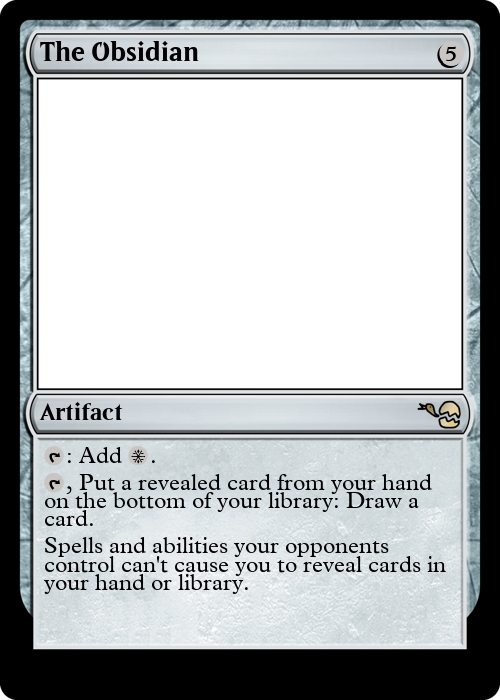 The Obsidian 5
Artifact
: Add .
, Put a revealed card from your hand
on the bottom of your library: Draw a
card.
Spells and abilities your opponents
control can't cause you to reveal cards in
your hand or library.